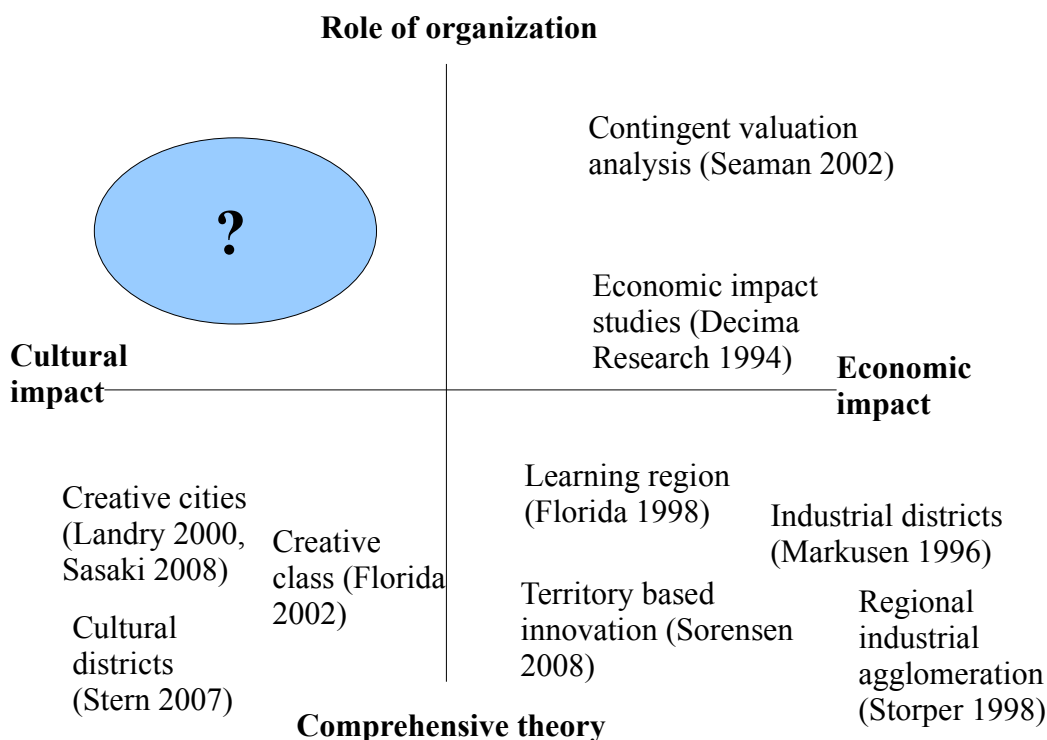 Role of organization
Contingent valuation
analysis (Seaman 2002)
?
Economic impact
studies (Decima
Research 1994)
Cultural
impact
Economic
impact
Creative cities
(Landry 2000,
Sasaki 2008)
Creative
class (Florida
2002)
Cultural
districts
(Stern 2007)
Learning region
(Florida 1998)
Industrial districts
(Markusen 1996)
Territory based
innovation (Sorensen
2008)
Regional
industrial
agglomeration
(Storper 1998)
Comprehensive theory